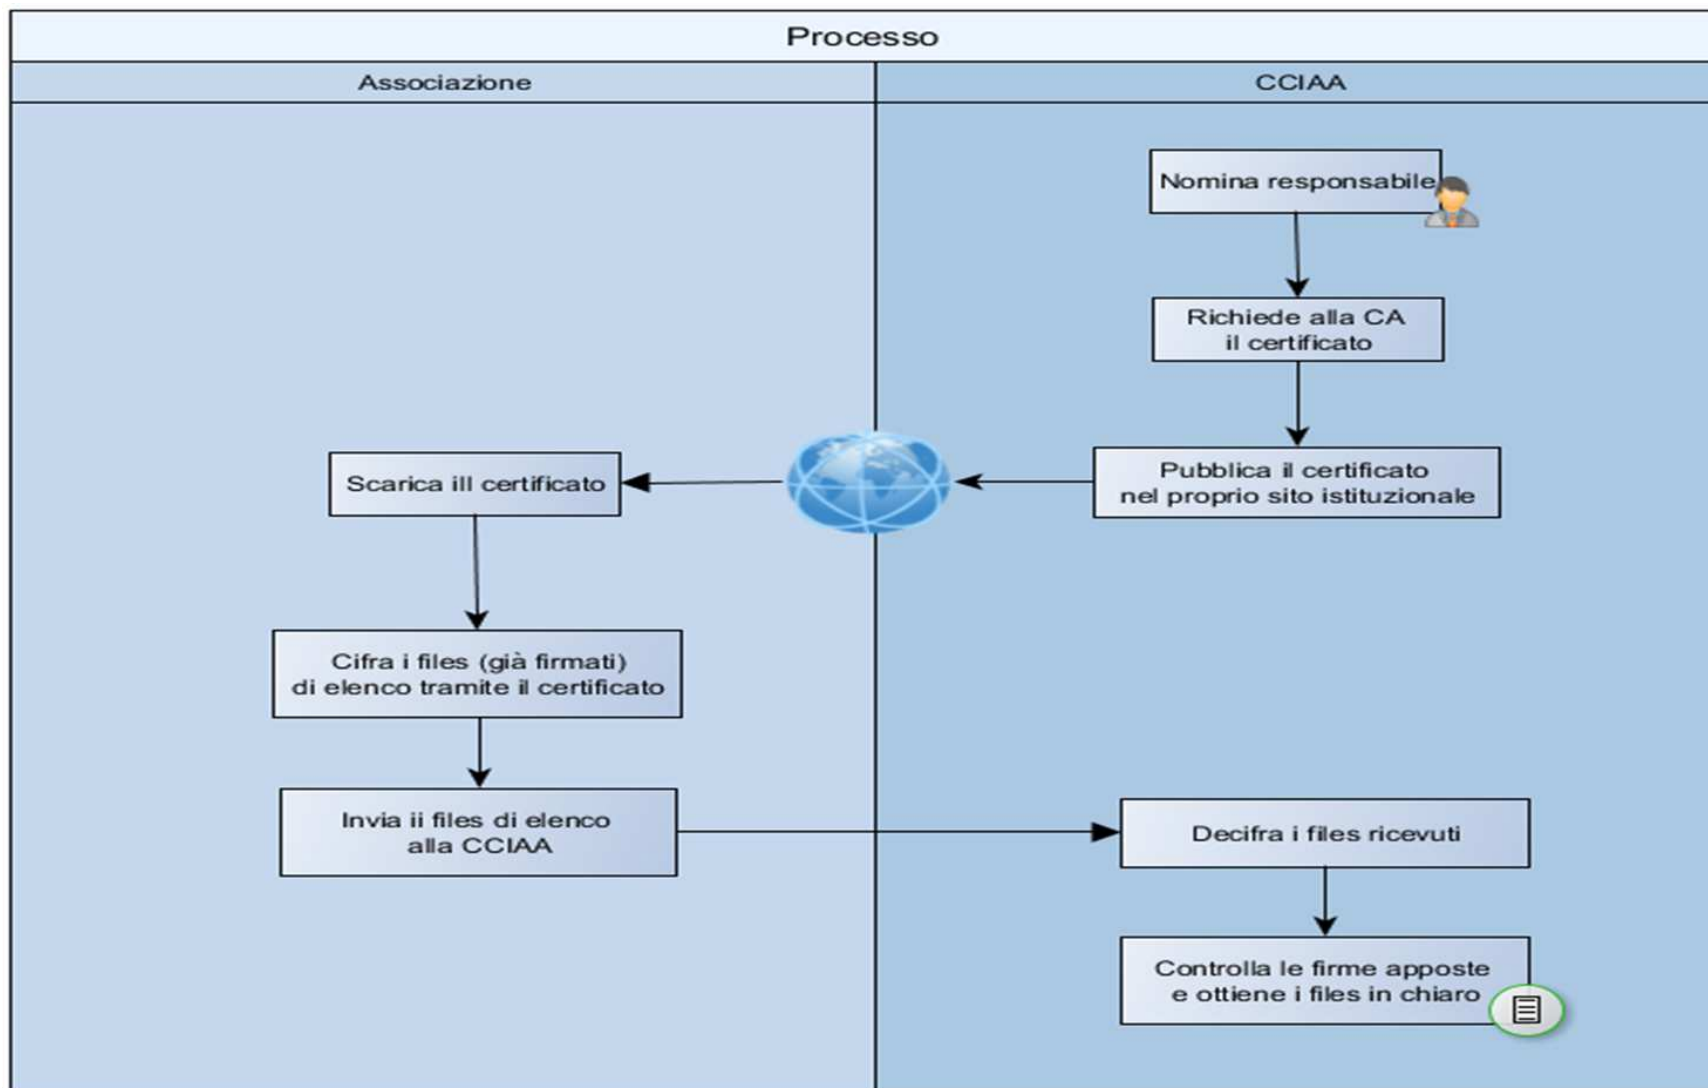 Processo
Associazione
CCIAA
Nomina responsabile
Richiede alla CA
il certificato
Pubblica il certificato
nel proprio sito istituzionale
Scarica ill certificato
Cifra i files (già firmati)
di elenco tramite il certificato
Invia ii files di elenco
alla CCIAA
Decifra i files ricevuti
Controlla le firme apposte
e ottiene i files in chiaro